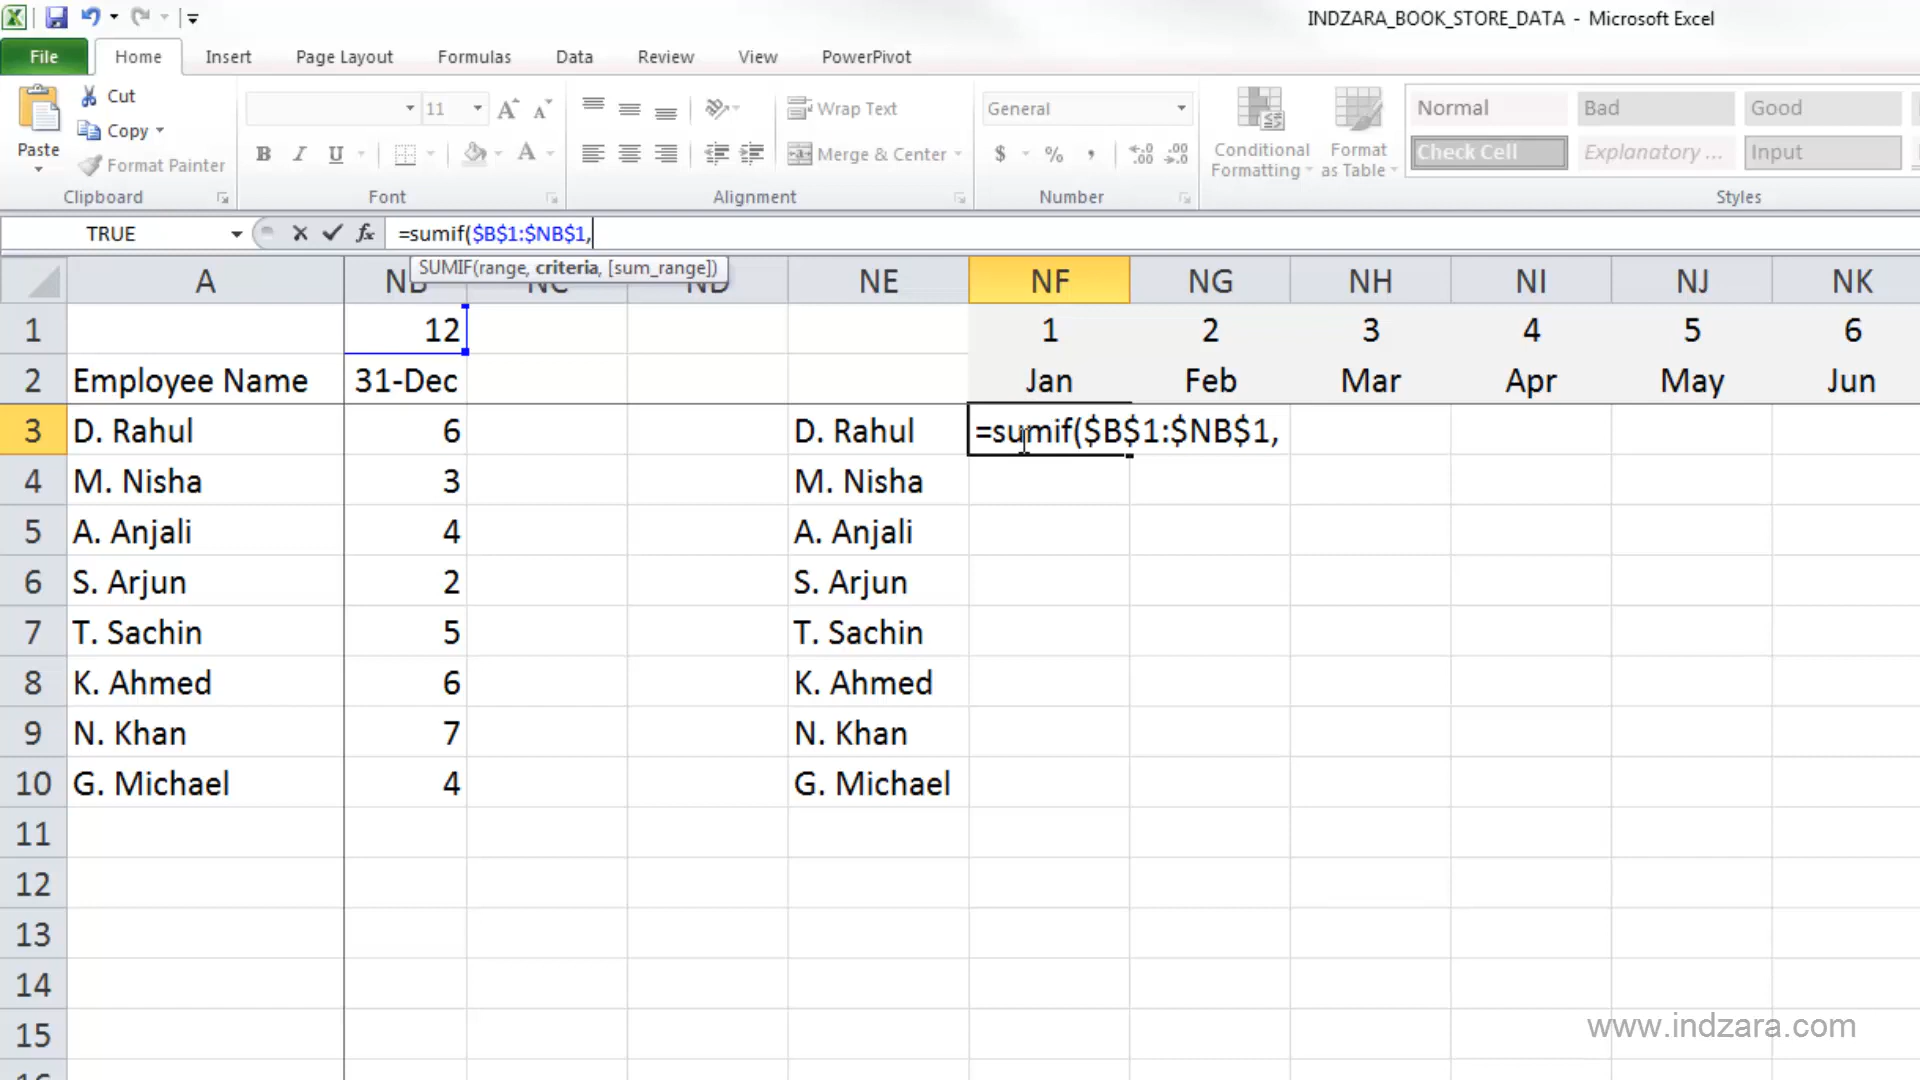 INDZARA_BOOK_STORE_DATA - Microsoft Excel
File Home Insert Page Layout Formulas Data Review View PowerPivot
Paste Cut Copy Format Painter
11
Wrap Text
Merge & Center
General
Conditional Formatting
Format as Table
Normal Bad Good
Check Cell Explanatory ... Input
Clipboard Font Alignment Number Styles
TRUE =sumif($B$1:$NB$1,
SUMIF(range, criteria, [sum_range])
A NB NC ND NE NF NG NH NI NJ NK
1 12 1 2 3 4 5 6
2 Employee Name 31-Dec Jan Feb Mar Apr May Jun
3 D. Rahul 6 D. Rahul =sumif($B$1:$NB$1,
4 M. Nisha 3 M. Nisha
5 A. Anjali 4 A. Anjali
6 S. Arjun 2 S. Arjun
7 T. Sachin 5 T. Sachin
8 K. Ahmed 6 K. Ahmed
9 N. Khan 7 N. Khan
10 G. Michael 4 G. Michael
11
12
13
14
15
16
www.indzara.com